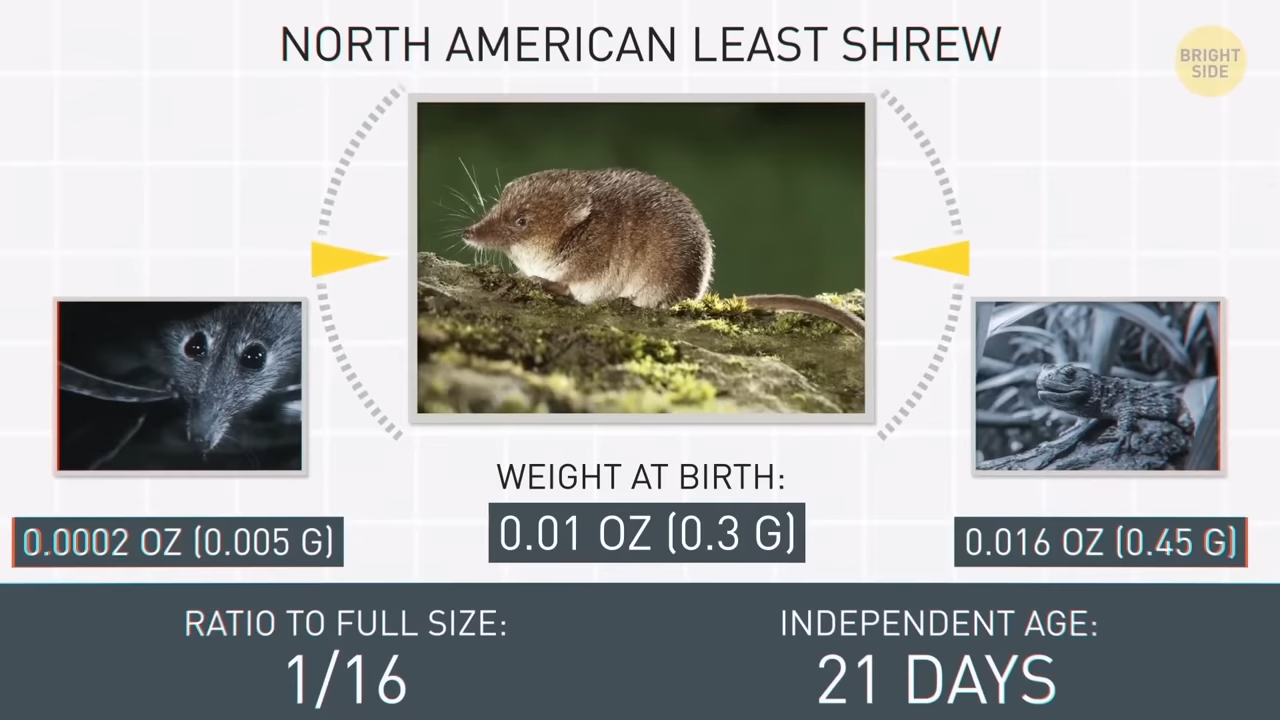 NORTH AMERICAN LEAST SHREW
BRIGHT
SIDE
WEIGHT AT BIRTH:
0.0002 OZ (0.005 G)
0.01 OZ (0.3 G)
0.016 OZ (0.45 G)
RATIO TO FULL SIZE:
1/16
INDEPENDENT AGE:
21 DAYS